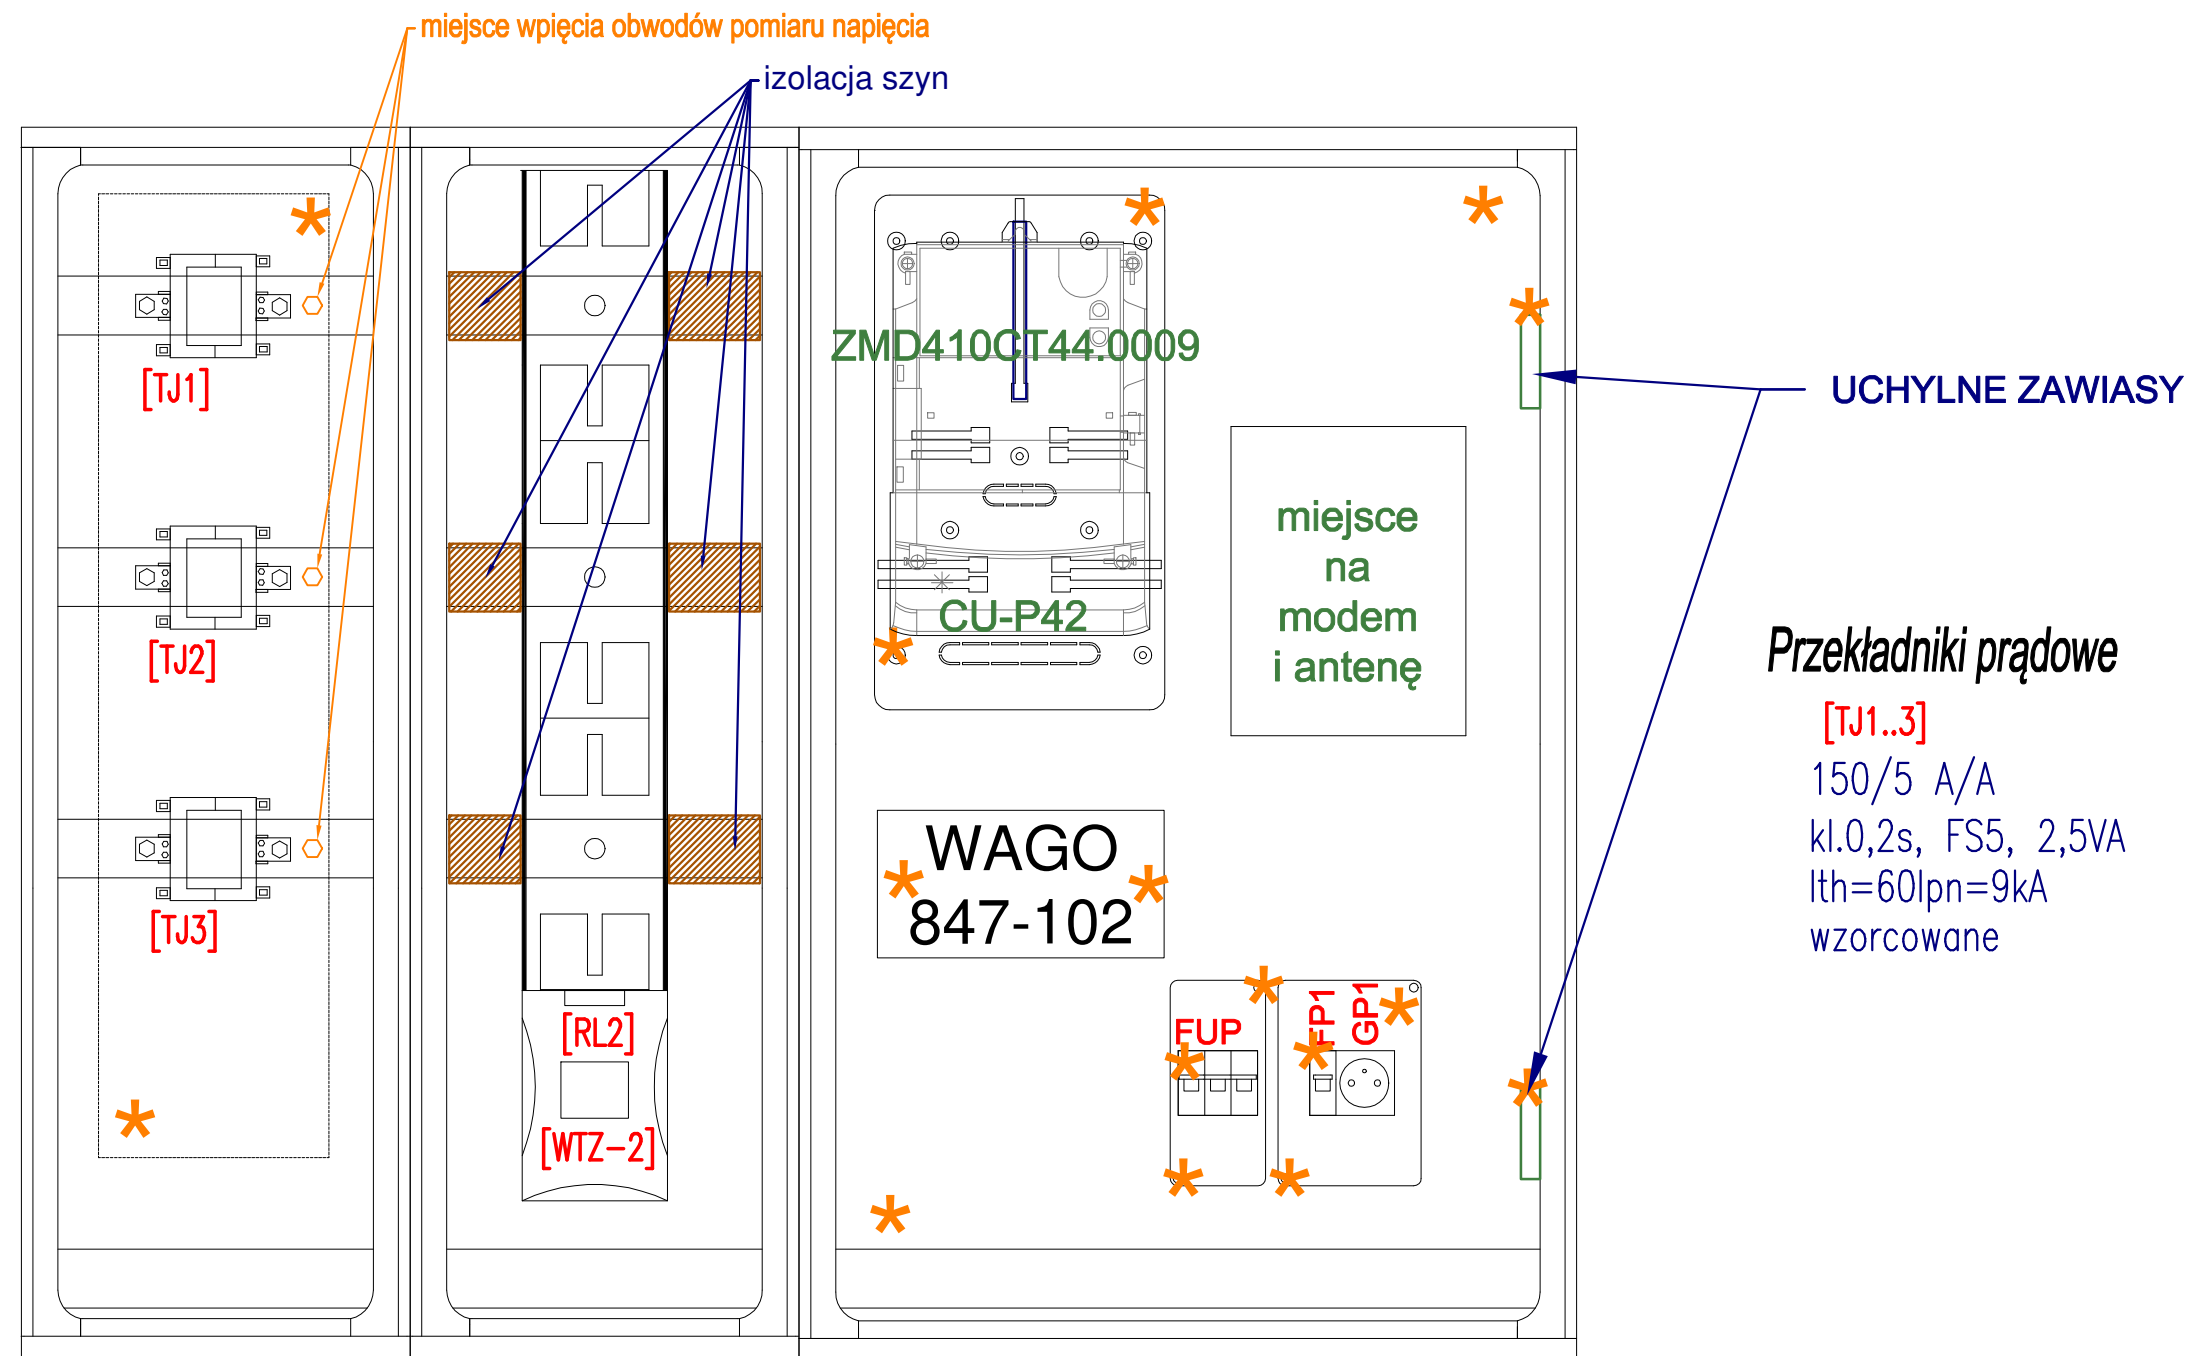 miejsce wpięcia obwodów pomiaru napięcia
izolacja szyn
ZMD410CT44.0009
UCHYLNE ZAWIASY
[TJ1]
miejsce
na
modem
i antenę
CU-P42
[TJ2]
Przekładniki prądowe
[TJ1..3]
150/5 A/A
kl.0,2s, FS5, 2,5VA
Ith=60Ipn=9kA
wzorcowane
WAGO
847-102
[TJ3]
[RL2]
FUP
FP1
GP1
[WTZ-2]